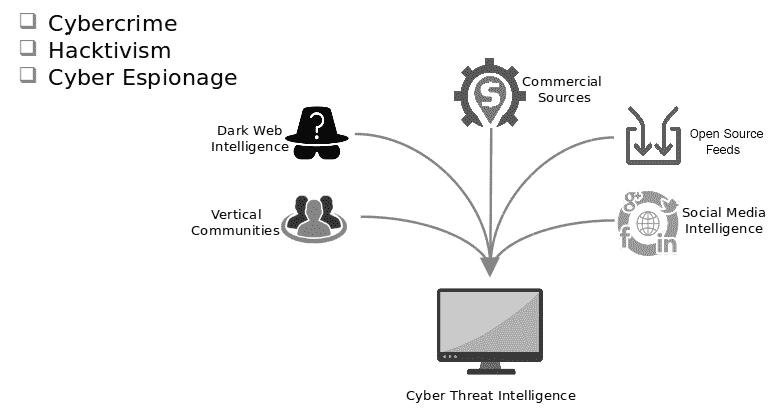 Cybercrime
Hacktivism
Cyber Espionage
Commercial
Sources
Dark Web
Intelligence
?
S
Open Source
Feeds
Vertical
Communities
g+
f
in
Social Media
Intelligence
Cyber Threat Intelligence